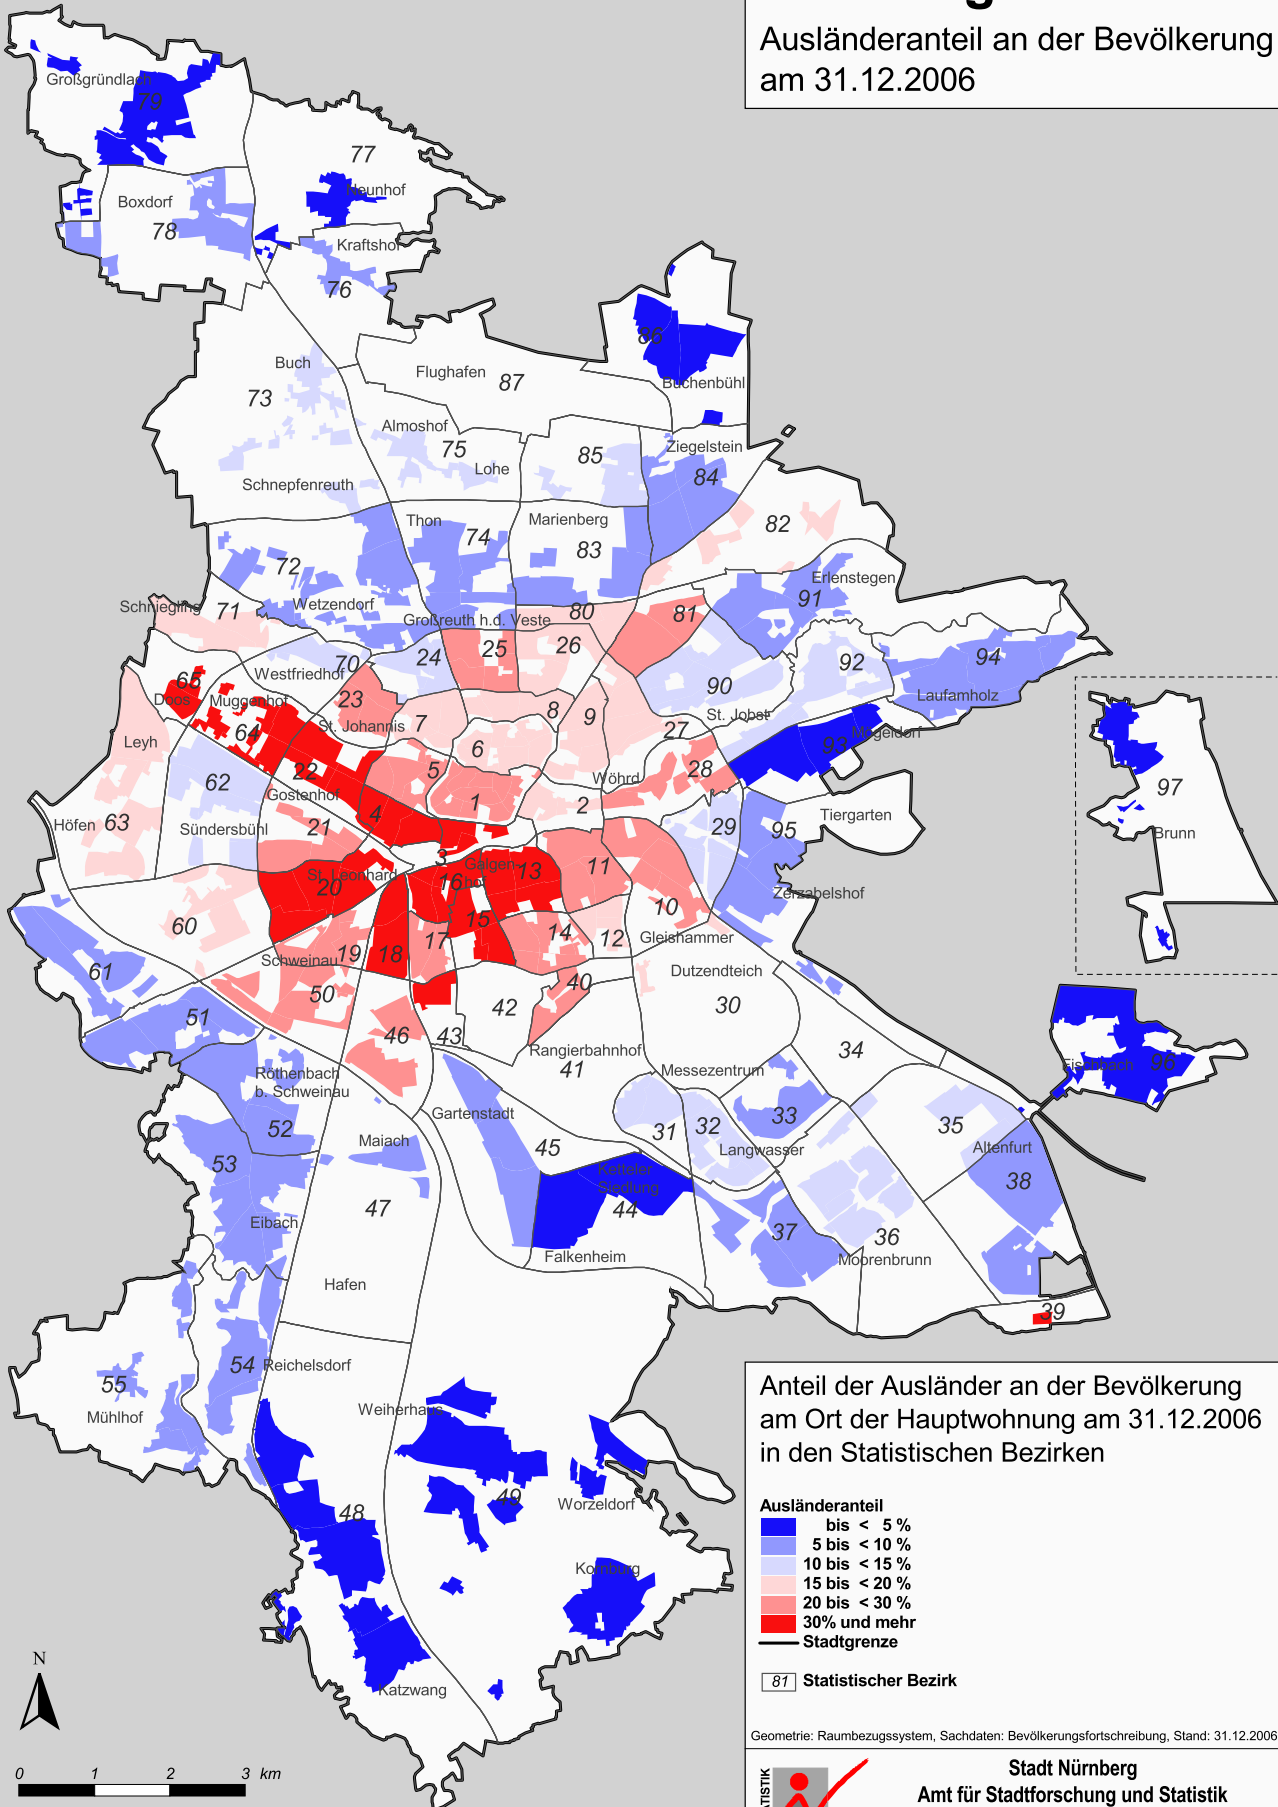 Ausländeranteil an der Bevölkerung
am 31.12.2006
Großgründlach
79
77
Neunhof
Boxdorf
78
Kraftshof
76
86
Buchenbühl
Buch
73
Flughafen
87
Almoshof
75
Lohe
85
Ziegelstein
84
Schnepfenreuth
Thon
74
Marienberg
83
82
72
Wetzendorf
Erlenstegen
91
Schniegling
71
Großreuth h.d. Veste
80
81
70
Westfriedhof
24
25
26
92
94
Laufamholz
65
Doos
Muggenhof
64
23
St. Johannis
7
8
9
90
St. Jobst
27
Mögeldorf
93
Leyh
62
22
Gostenhof
5
6
Wöhrd
28
97
Brunn
Höfen
63
Sündersbühl
21
4
1
2
29
95
Tiergarten
3
St. Leonhard
20
Galgen-
hof
16
13
11
Zerzabelshof
60
Schweinau
19
18
17
15
14
12
10
Gleishammer
61
50
51
46
43
42
40
Dutzendteich
30
Rangierbahnhof
41
34
Fischbach
96
Röthenbach
b. Schweinau
52
Messezentrum
33
Gartenstadt
45
31
32
Langwasser
35
Altenfurt
38
53
Maiach
47
Eibach
Ketteler
Siedlung
44
Falkenheim
37
36
Moorenbrunn
Hafen
39
54
Reichelsdorf
55
Mühlhof
Weiherhaus
48
49
Worzeldorf
Kornburg
Katzwang
Anteil der Ausländer an der Bevölkerung
am Ort der Hauptwohnung am 31.12.2006
in den Statistischen Bezirken
Ausländeranteil
bis < 5 %
5 bis < 10 %
10 bis < 15 %
15 bis < 20 %
20 bis < 30 %
30% und mehr
Stadtgrenze
81 Statistischer Bezirk
N
0 1 2 3 km
Geometrie: Raumbezugssystem, Sachdaten: Bevölkerungsfortschreibung, Stand: 31.12.2006
Stadt Nürnberg
Amt für Stadtforschung und Statistik